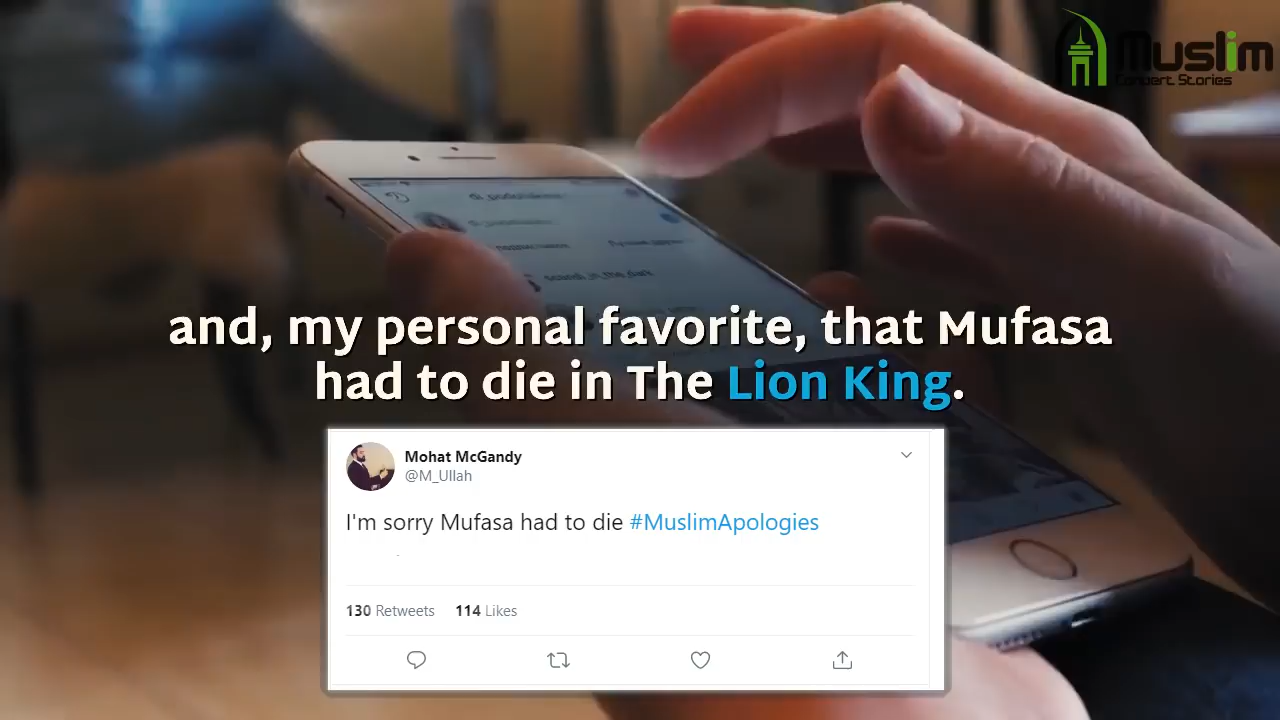 Muslim
Convert Stories
sound_in_the_dark
and, my personal favorite, that Mufasa
had to die in The Lion King.
Mohat McGandy
@M_Ullah
I'm sorry Mufasa had to die #MuslimApologies
130 Retweets 114 Likes